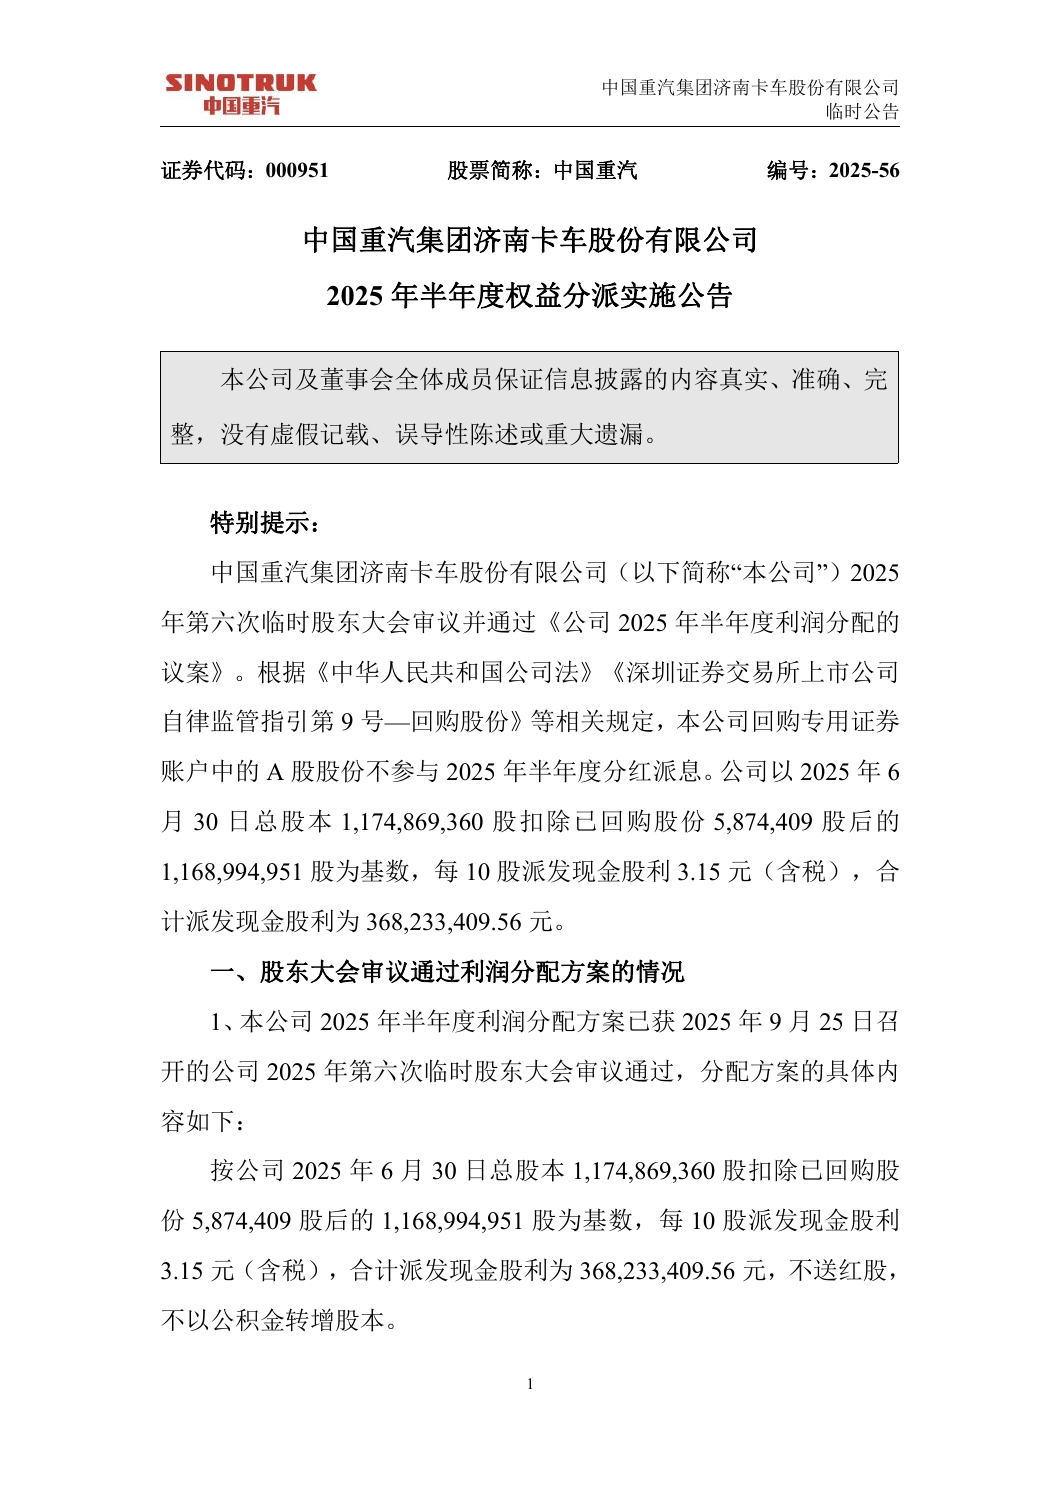 SINOTRUK
中国重汽
中国重汽集团济南卡车股份有限公司
临时公告
证券代码：000951 股票简称：中国重汽 编号：2025-56
中国重汽集团济南卡车股份有限公司
2025 年半年度权益分派实施公告
本公司及董事会全体成员保证信息披露的内容真实、准确、完
整，没有虚假记载、误导性陈述或重大遗漏。
特别提示：
中国重汽集团济南卡车股份有限公司（以下简称“本公司”）2025
年第六次临时股东大会审议并通过《公司 2025 年半年度利润分配的
议案》。根据《中华人民共和国公司法》《深圳证券交易所上市公司
自律监管指引第 9 号—回购股份》等相关规定，本公司回购专用证券
账户中的 A 股股份不参与 2025 年半年度分红派息。公司以 2025 年 6
月 30 日总股本 1,174,869,360 股扣除已回购股份 5,874,409 股后的
1,168,994,951 股为基数，每 10 股派发现金股利 3.15 元（含税），合
计派发现金股利为 368,233,409.56 元。
一、股东大会审议通过利润分配方案的情况
1、本公司 2025 年半年度利润分配方案已获 2025 年 9 月 25 日召
开的公司 2025 年第六次临时股东大会审议通过，分配方案的具体内
容如下：
按公司 2025 年 6 月 30 日总股本 1,174,869,360 股扣除已回购股
份 5,874,409 股后的 1,168,994,951 股为基数，每 10 股派发现金股利
3.15 元（含税），合计派发现金股利为 368,233,409.56 元，不送红股，
不以公积金转增股本。
1